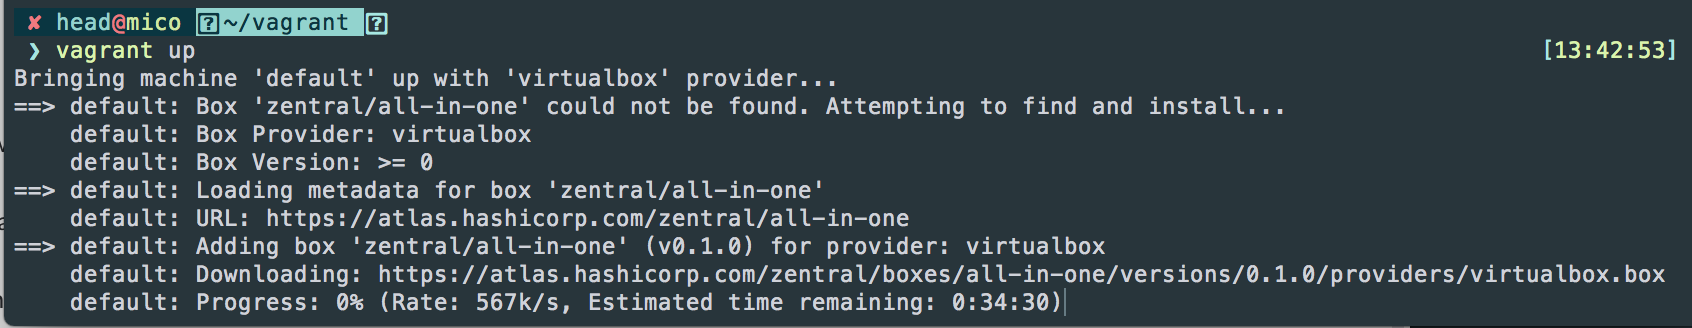 ✘ head@mico ~/vagrant
❯ vagrant up [13:42:53]
Bringing machine 'default' up with 'virtualbox' provider...
==> default: Box 'zentral/all-in-one' could not be found. Attempting to find and install...
    default: Box Provider: virtualbox
    default: Box Version: >= 0
==> default: Loading metadata for box 'zentral/all-in-one'
    default: URL: https://atlas.hashicorp.com/zentral/all-in-one
==> default: Adding box 'zentral/all-in-one' (v0.1.0) for provider: virtualbox
    default: Downloading: https://atlas.hashicorp.com/zentral/boxes/all-in-one/versions/0.1.0/providers/virtualbox.box
    default: Progress: 0% (Rate: 567k/s, Estimated time remaining: 0:34:30)